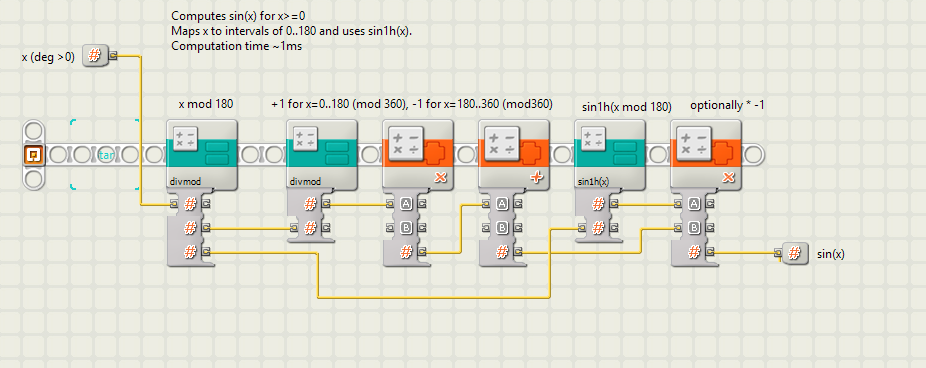 Computes sin(x) for x>=0
Maps x to intervals of 0..180 and uses sin1h(x).
Computation time ~1ms
x (deg >0)
#
x mod 180
+1 for x=0..180 (mod 360), -1 for x=180..360 (mod360)
sin1h(x mod 180)
optionally * -1
tan
divmod
divmod
sin1h(x)
# # A A # A
# # B B # B
# # # #
# sin(x)